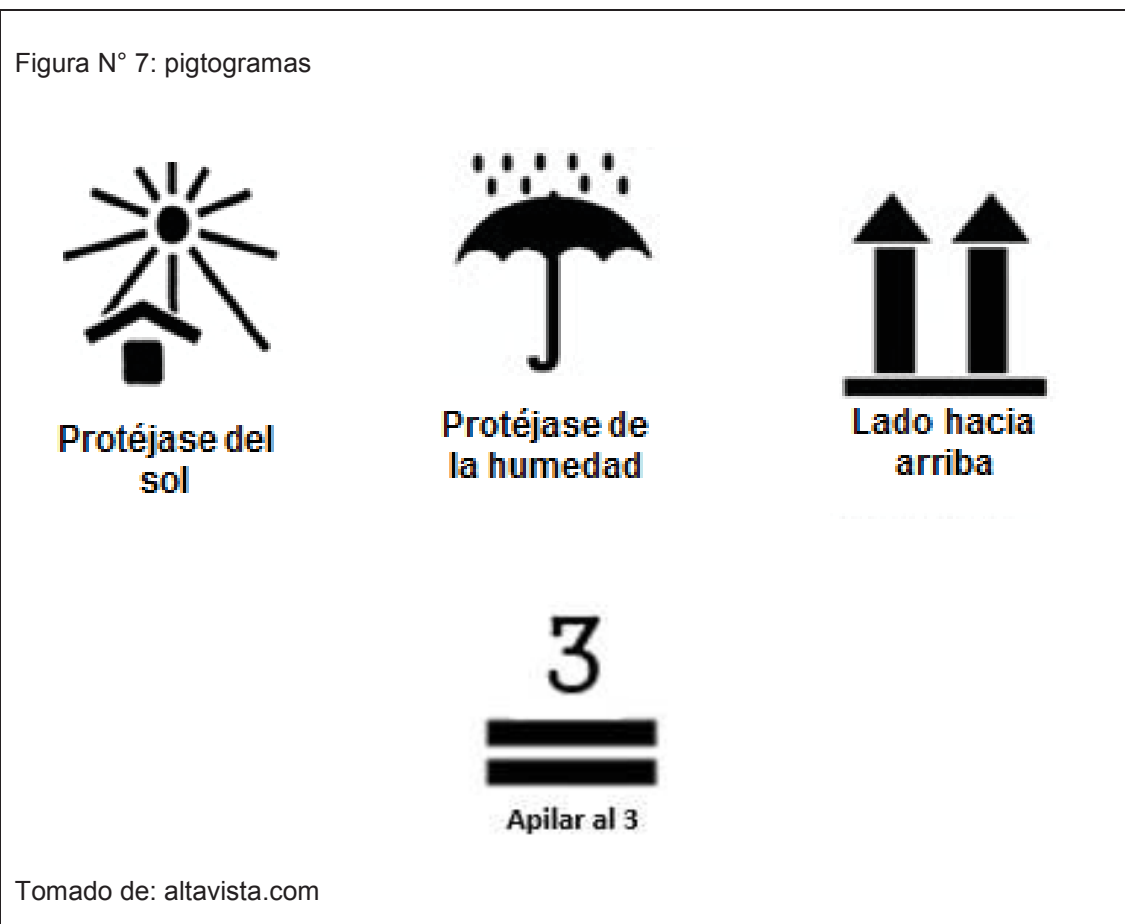 Figura N° 7: pigtogramas
Protéjase del
sol
Protéjase de
la humedad
Lado hacia
arriba
3
Apilar al 3
Tomado de: altavista.com